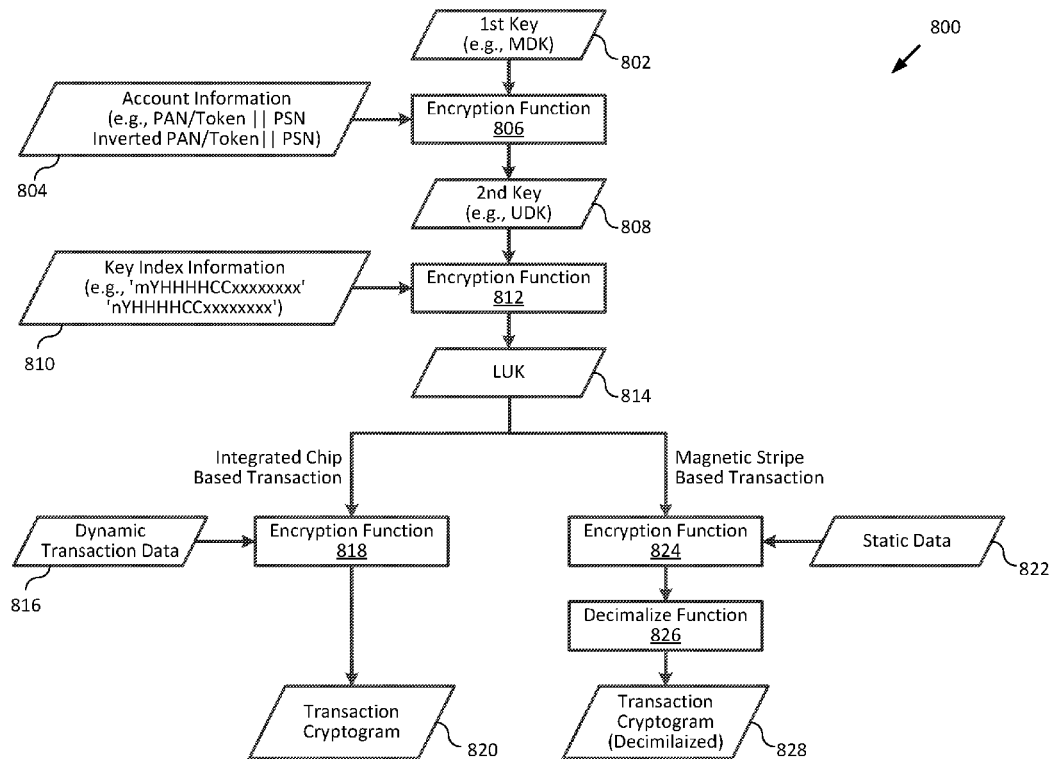 1st Key
(e.g., MDK)
802
800
Account Information
(e.g., PAN/Token || PSN
Inverted PAN/Token|| PSN)
804
Encryption Function
806
2nd Key
(e.g., UDK)
808
Key Index Information
(e.g., 'mYHHHHCCxxxxxxxx'
'nYHHHHCCxxxxxxxx')
810
Encryption Function
812
LUK
814
Integrated Chip
Based Transaction
Magnetic Stripe
Based Transaction
Dynamic
Transaction Data
816
Encryption Function
818
Encryption Function
824
Static Data
822
Decimalize Function
826
Transaction
Cryptogram
820
Transaction
Cryptogram
(Decimilaized)
828